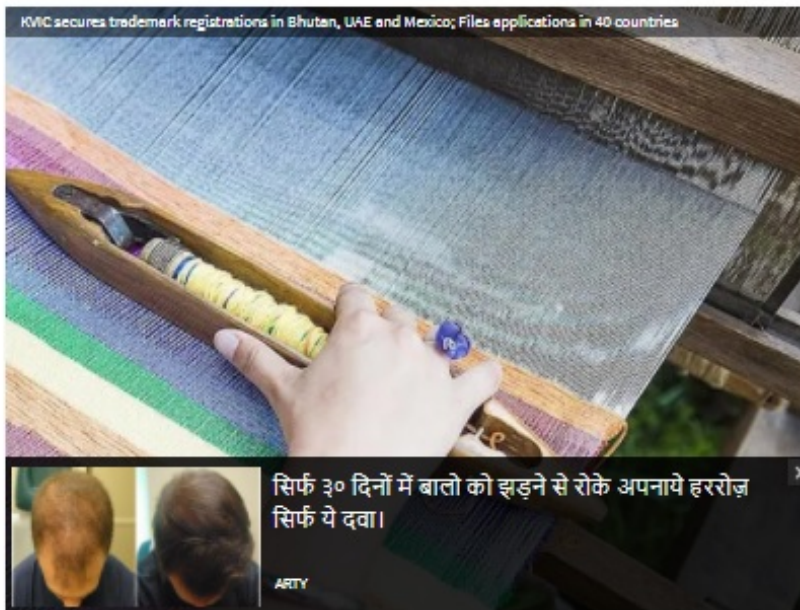 KVIC secures trademark registrations in Bhutan, UAE and Mexico; Files applications in 40 countries
सिर्फ ३० दिनों में बालो को झड़ने से रोके अपनाये हररोज़
सिर्फ ये दवा।
ARTY